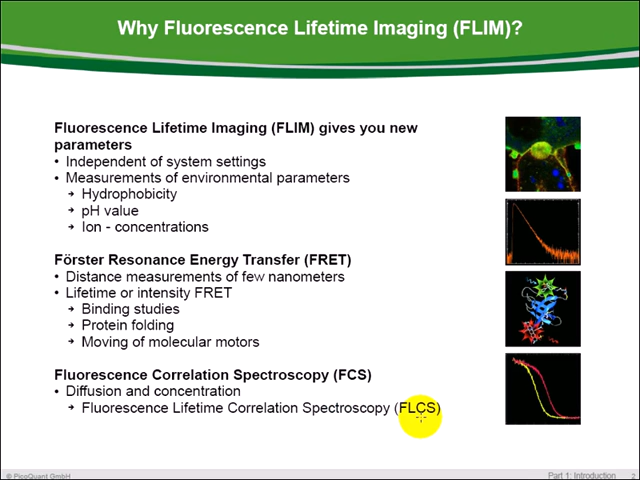 Why Fluorescence Lifetime Imaging (FLIM)?
Fluorescence Lifetime Imaging (FLIM) gives you new
parameters
• Independent of system settings
• Measurements of environmental parameters
➔ Hydrophobicity
➔ pH value
➔ Ion - concentrations
Förster Resonance Energy Transfer (FRET)
• Distance measurements of few nanometers
• Lifetime or intensity FRET
➔ Binding studies
➔ Protein folding
➔ Moving of molecular motors
Fluorescence Correlation Spectroscopy (FCS)
• Diffusion and concentration
➔ Fluorescence Lifetime Correlation Spectroscopy (FLCS)
© PicoQuant GmbH
Part 1: Introduction 2